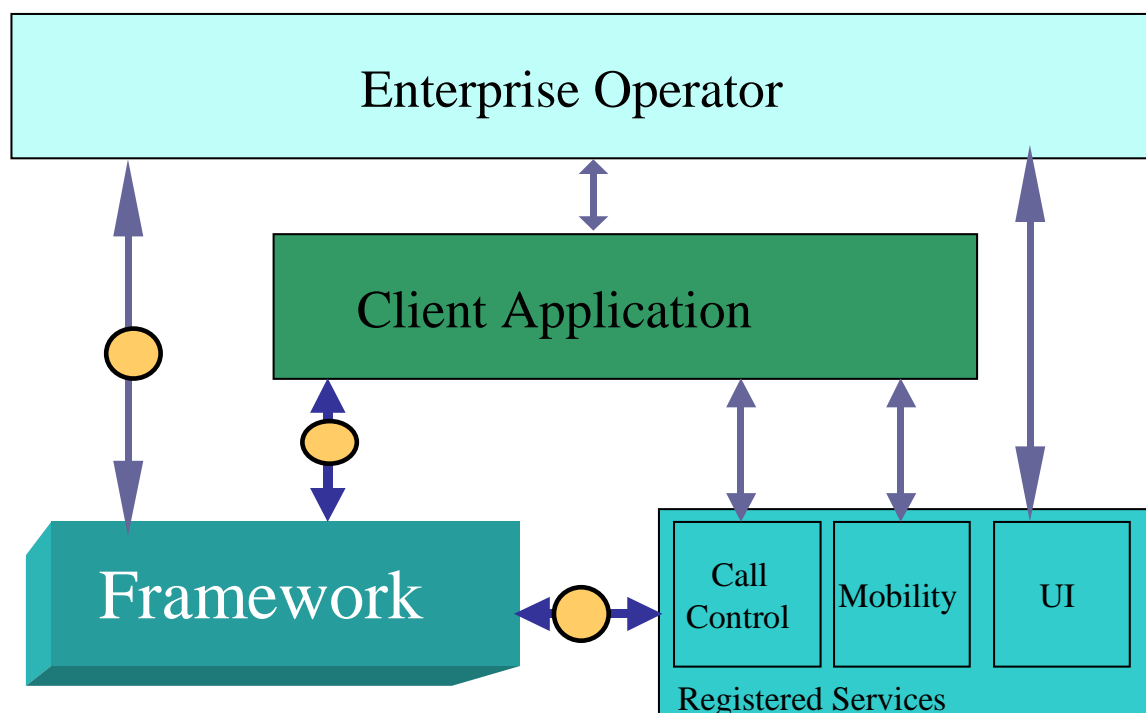 Enterprise Operator
Client Application
Framework
Call
Control
Mobility
UI
Registered Services